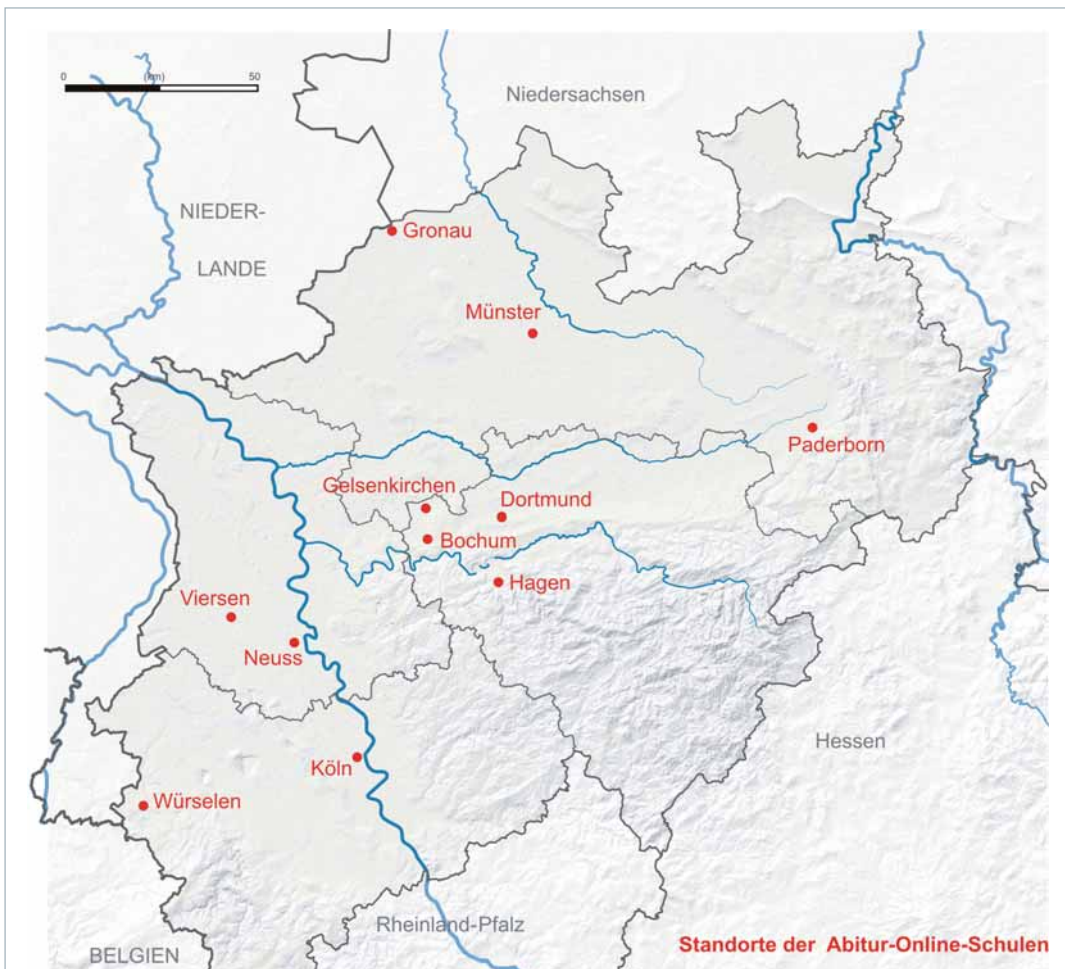 0 (km) 50
Niedersachsen
NIEDER-
LANDE
Gronau
Münster
Paderborn
Gelsenkirchen
Dortmund
Bochum
Hagen
Viersen
Neuss
Hessen
Köln
Würselen
Rheinland-Pfalz
Standorte der Abitur-Online-Schulen
BELGIEN